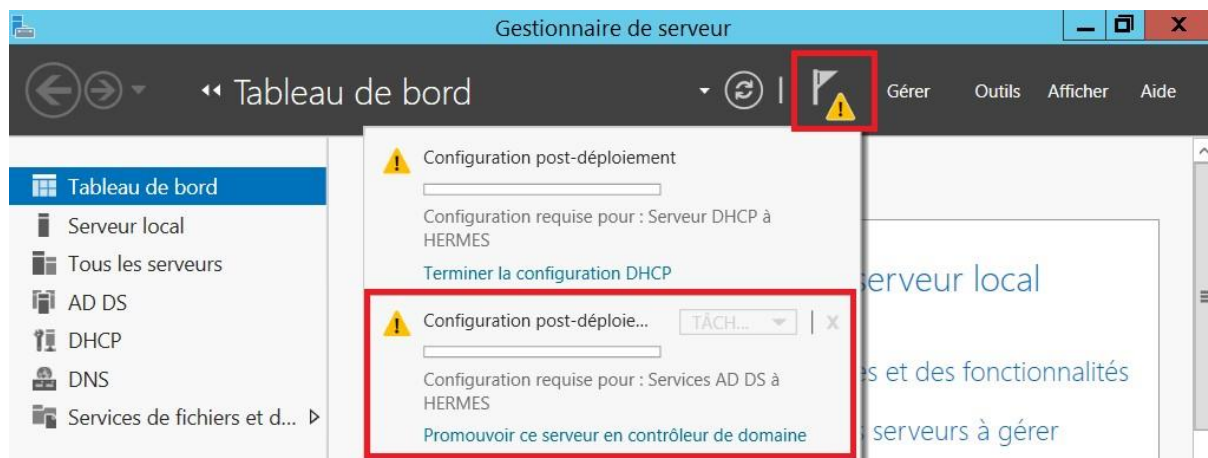 Gestionnaire de serveur
Tableau de bord
Gérer Outils Afficher Aide
Tableau de bord
Serveur local
Tous les serveurs
AD DS
DHCP
DNS
Services de fichiers et d...
Configuration post-déploiement
Configuration requise pour : Serveur DHCP à
HERMES
Terminer la configuration DHCP
Configuration post-déploie... TÂCH... X
Configuration requise pour : Services AD DS à
HERMES
Promouvoir ce serveur en contrôleur de domaine
serveur local
es et des fonctionnalités
serveurs à gérer